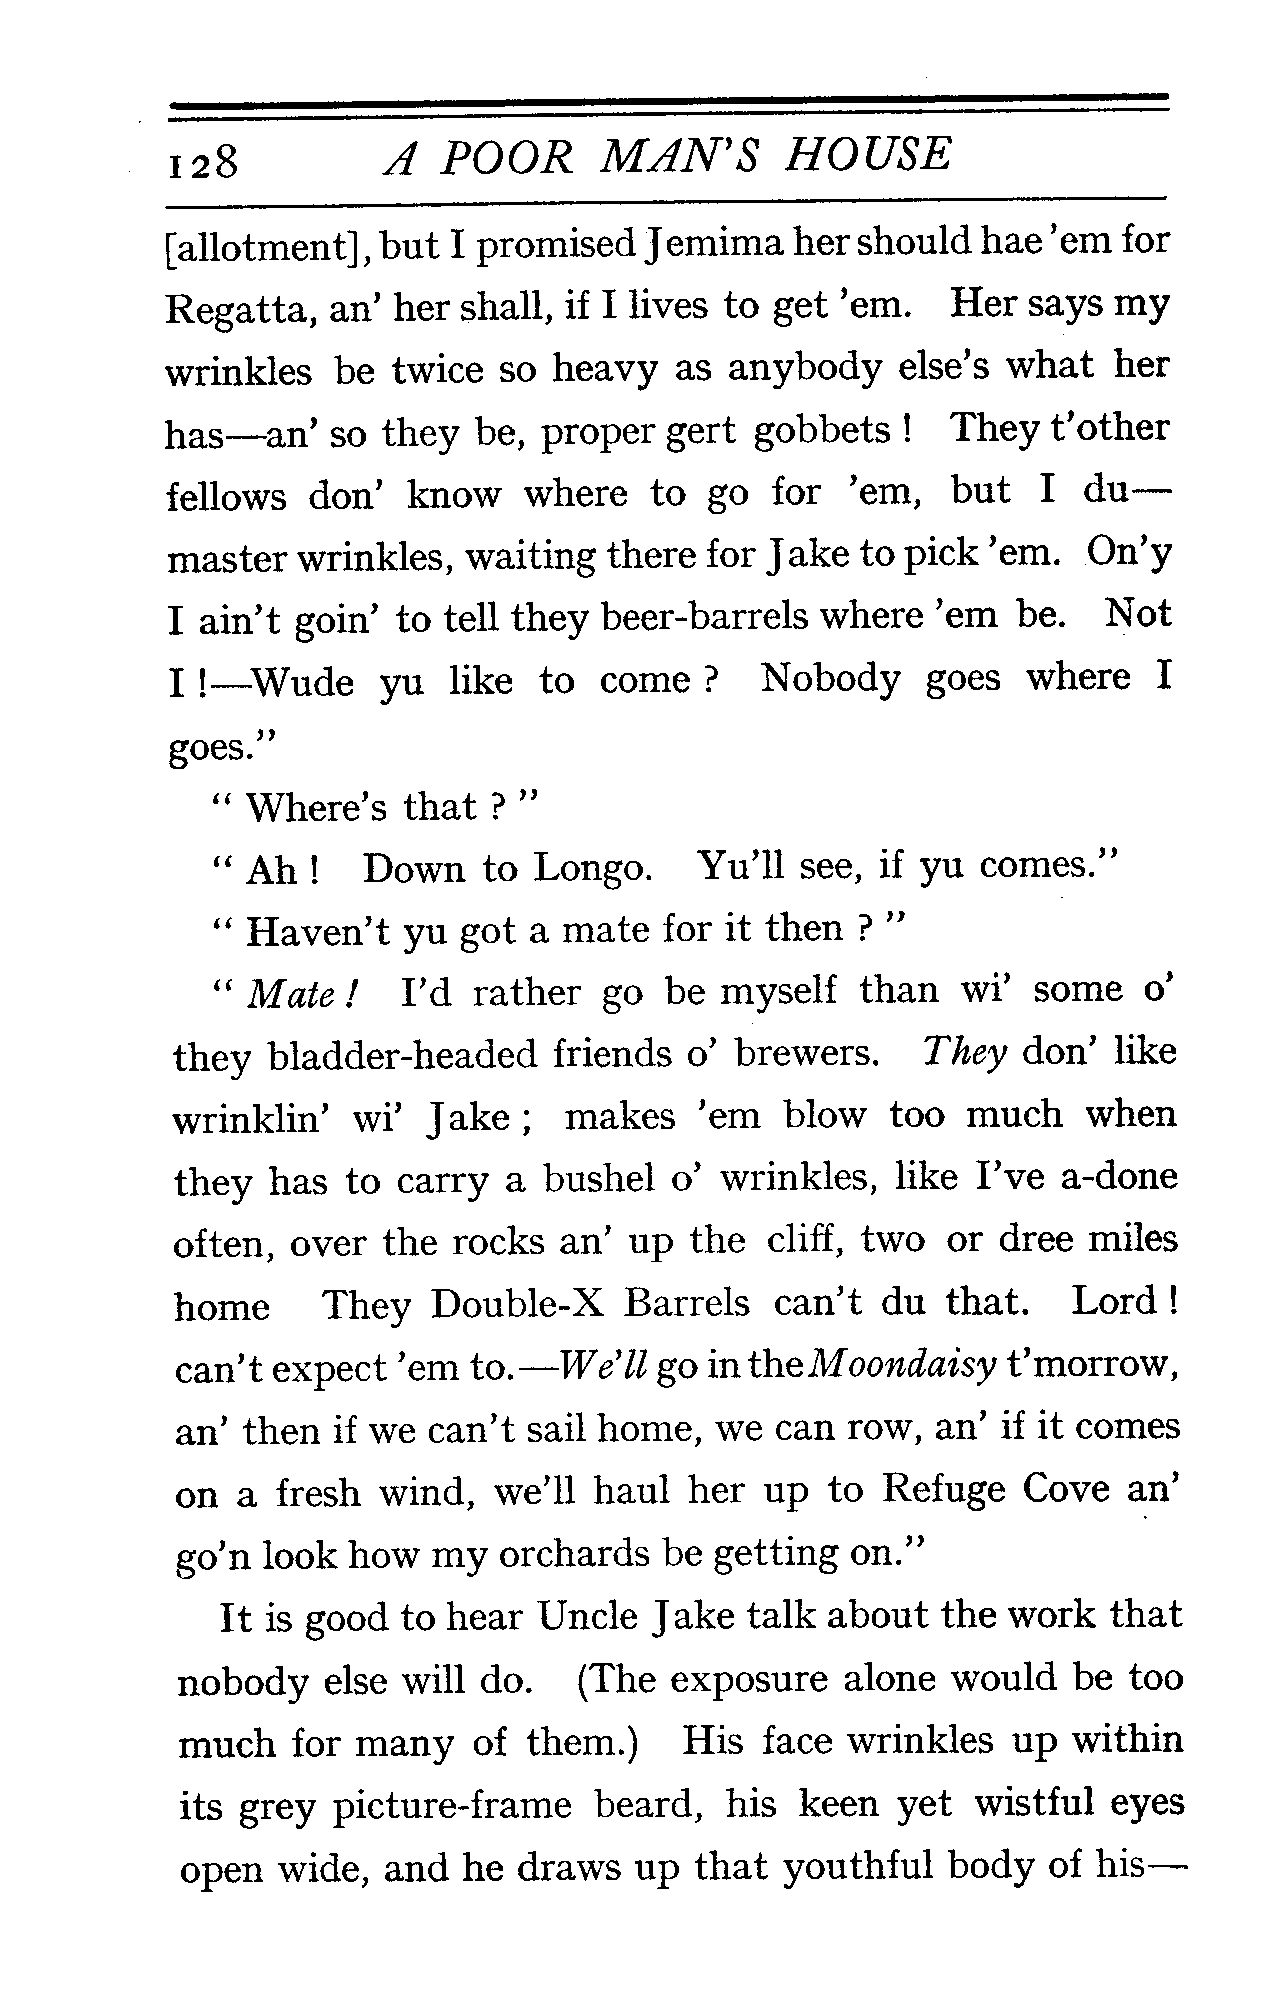 128 A POOR MAN'S HOUSE
[allotment], but I promised Jemima her should hae 'em for
Regatta, an' her shall, if I lives to get 'em. Her says my
wrinkles be twice so heavy as anybody else's what her
has—an' so they be, proper gert gobbets ! They t'other
fellows don' know where to go for 'em, but I du—
master wrinkles, waiting there for Jake to pick 'em. On'y
I ain't goin' to tell they beer-barrels where 'em be. Not
I !—Wude yu like to come ? Nobody goes where I
goes."
" Where's that ? "
" Ah ! Down to Longo. Yu'll see, if yu comes."
" Haven't yu got a mate for it then ? "
" Mate ! I'd rather go be myself than wi' some o'
they bladder-headed friends o' brewers. They don' like
wrinklin' wi' Jake ; makes 'em blow too much when
they has to carry a bushel o' wrinkles, like I've a-done
often, over the rocks an' up the cliff, two or dree miles
home They Double-X Barrels can't du that. Lord !
can't expect 'em to.—We'll go in the Moondaisy t'morrow,
an' then if we can't sail home, we can row, an' if it comes
on a fresh wind, we'll haul her up to Refuge Cove an'
go'n look how my orchards be getting on."
It is good to hear Uncle Jake talk about the work that
nobody else will do. (The exposure alone would be too
much for many of them.) His face wrinkles up within
its grey picture-frame beard, his keen yet wistful eyes
open wide, and he draws up that youthful body of his—